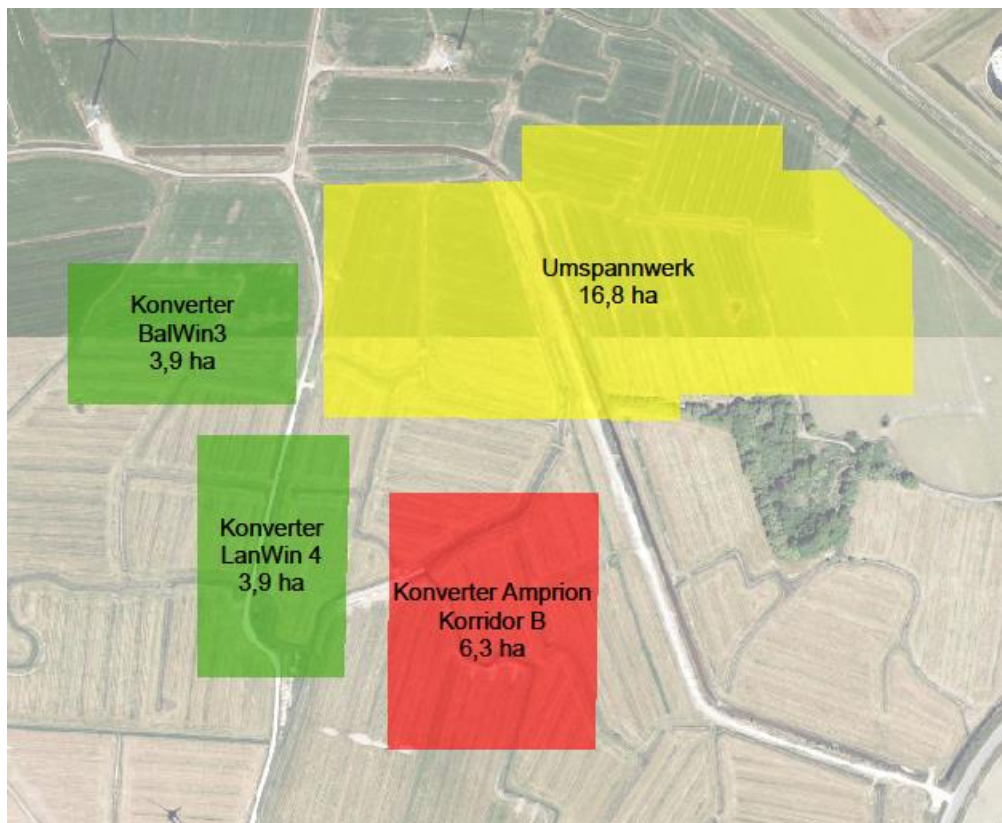 Umspannwerk
16,8 ha
Konverter
BalWin3
3,9 ha
Konverter
LanWin 4
3,9 ha
Konverter Amprion
Korridor B
6,3 ha